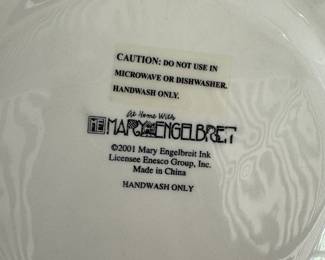 CAUTION: DO NOT USE IN
MICROWAVE OR DISHWASHER.
HANDWASH ONLY.
At Home With
ME MARY ENGELBREIT
©2001 Mary Engelbreit Ink
Licensee Enesco Group, Inc.
Made in China
HANDWASH ONLY